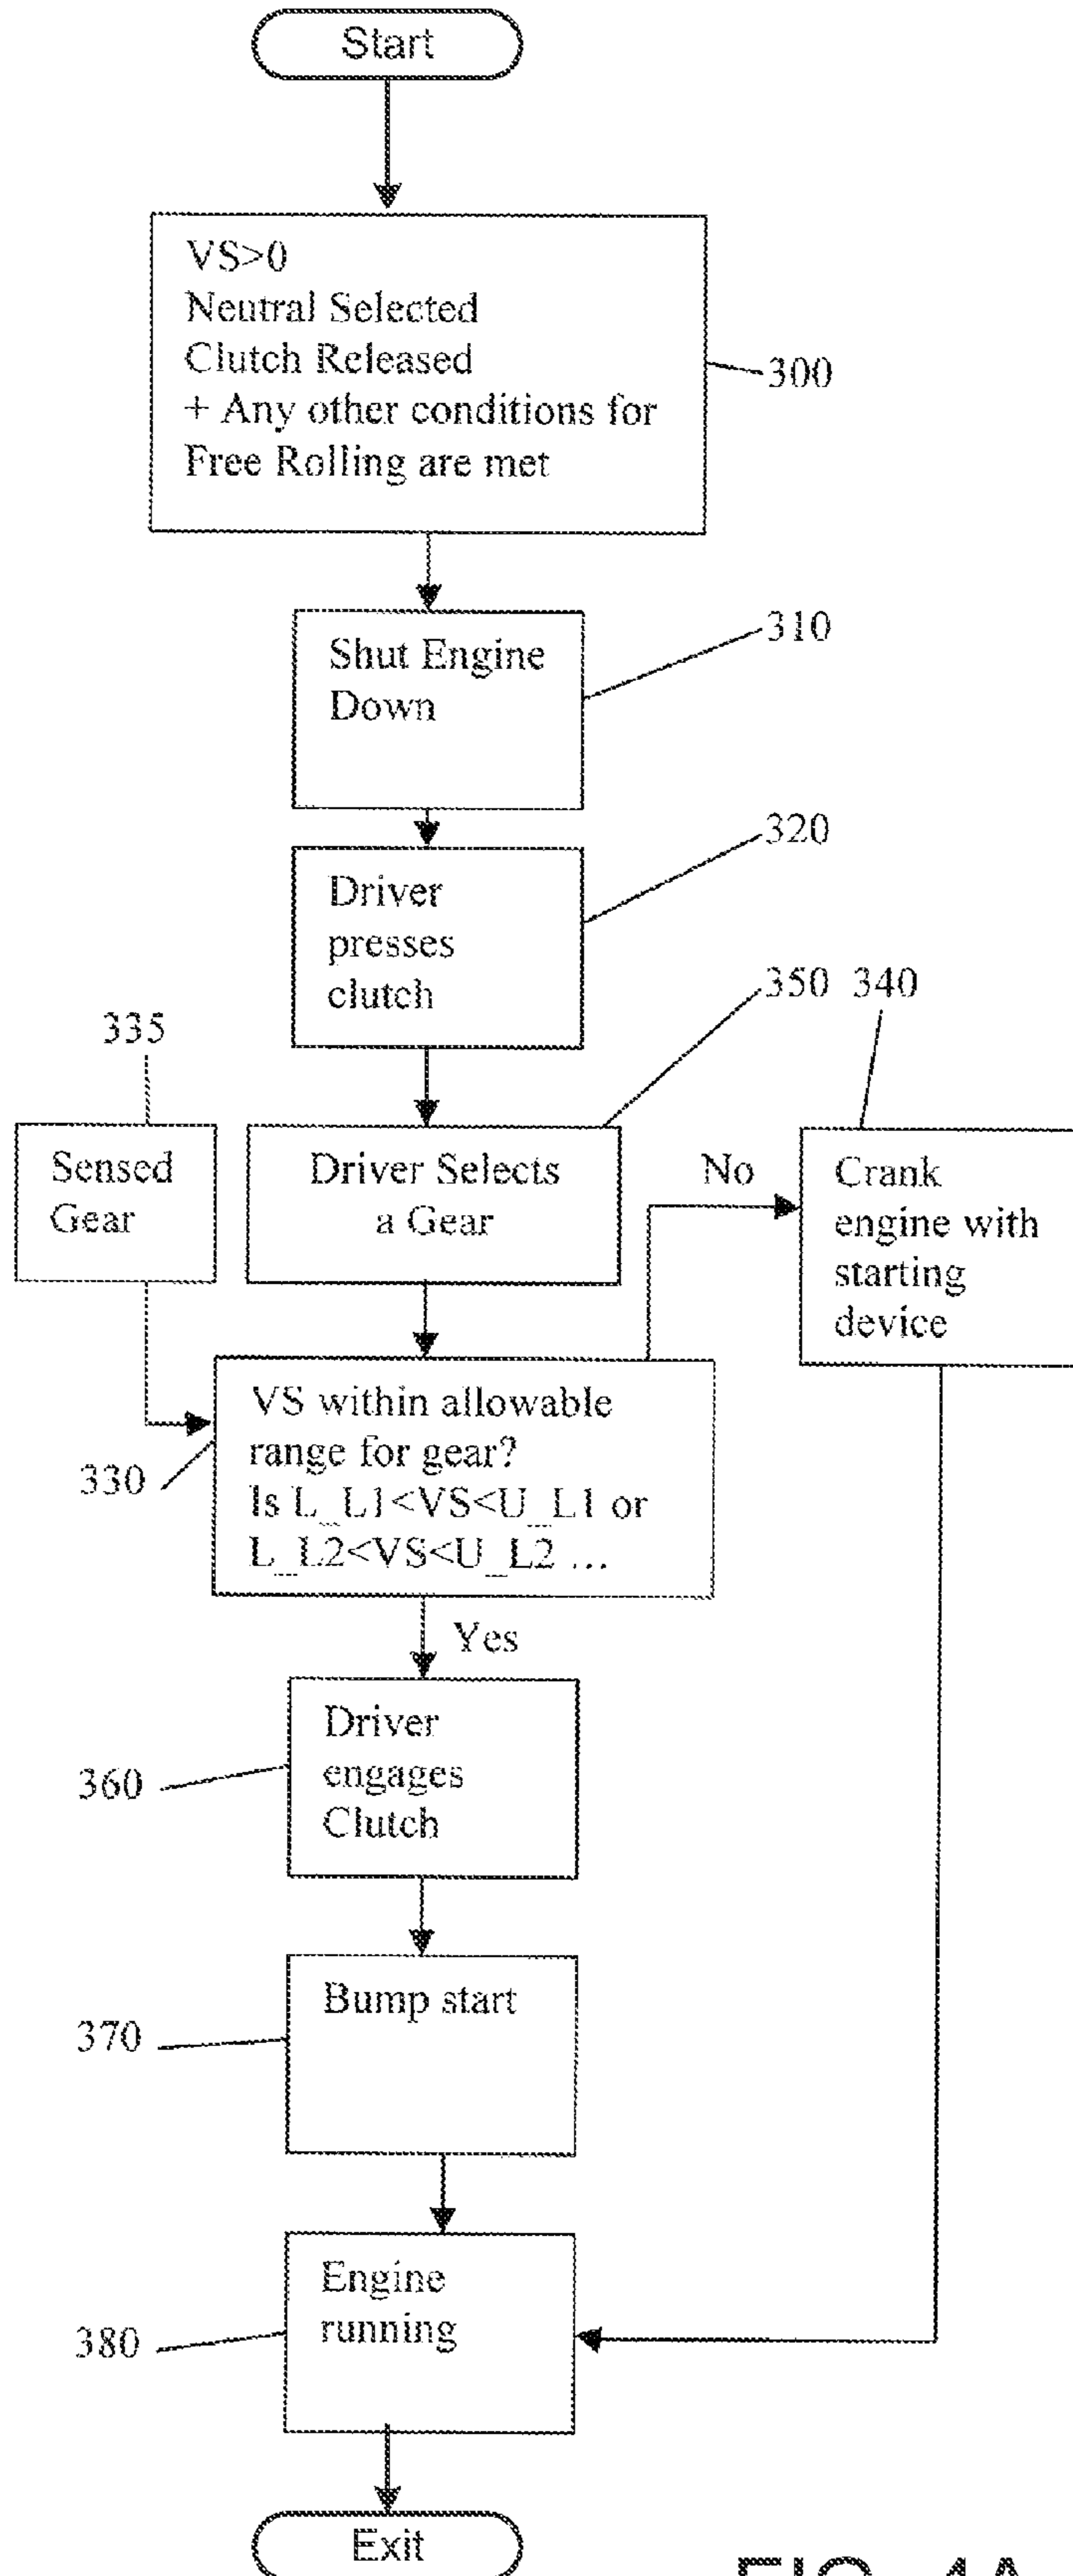 Start
VS>0
Neutral Selected
Clutch Released
+ Any other conditions for
Free Rolling are met
300
Shut Engine
Down
310
Driver
presses
clutch
320
335
Sensed
Gear
350
Driver Selects
a Gear
340
No
Crank
engine with
starting
device
330
VS within allowable
range for gear?
Is L_L1<VS<U_L1 or
L_L2<VS<U_L2 ...
Yes
360
Driver
engages
Clutch
370
Bump start
380
Engine
running
Exit
FIG. 4A